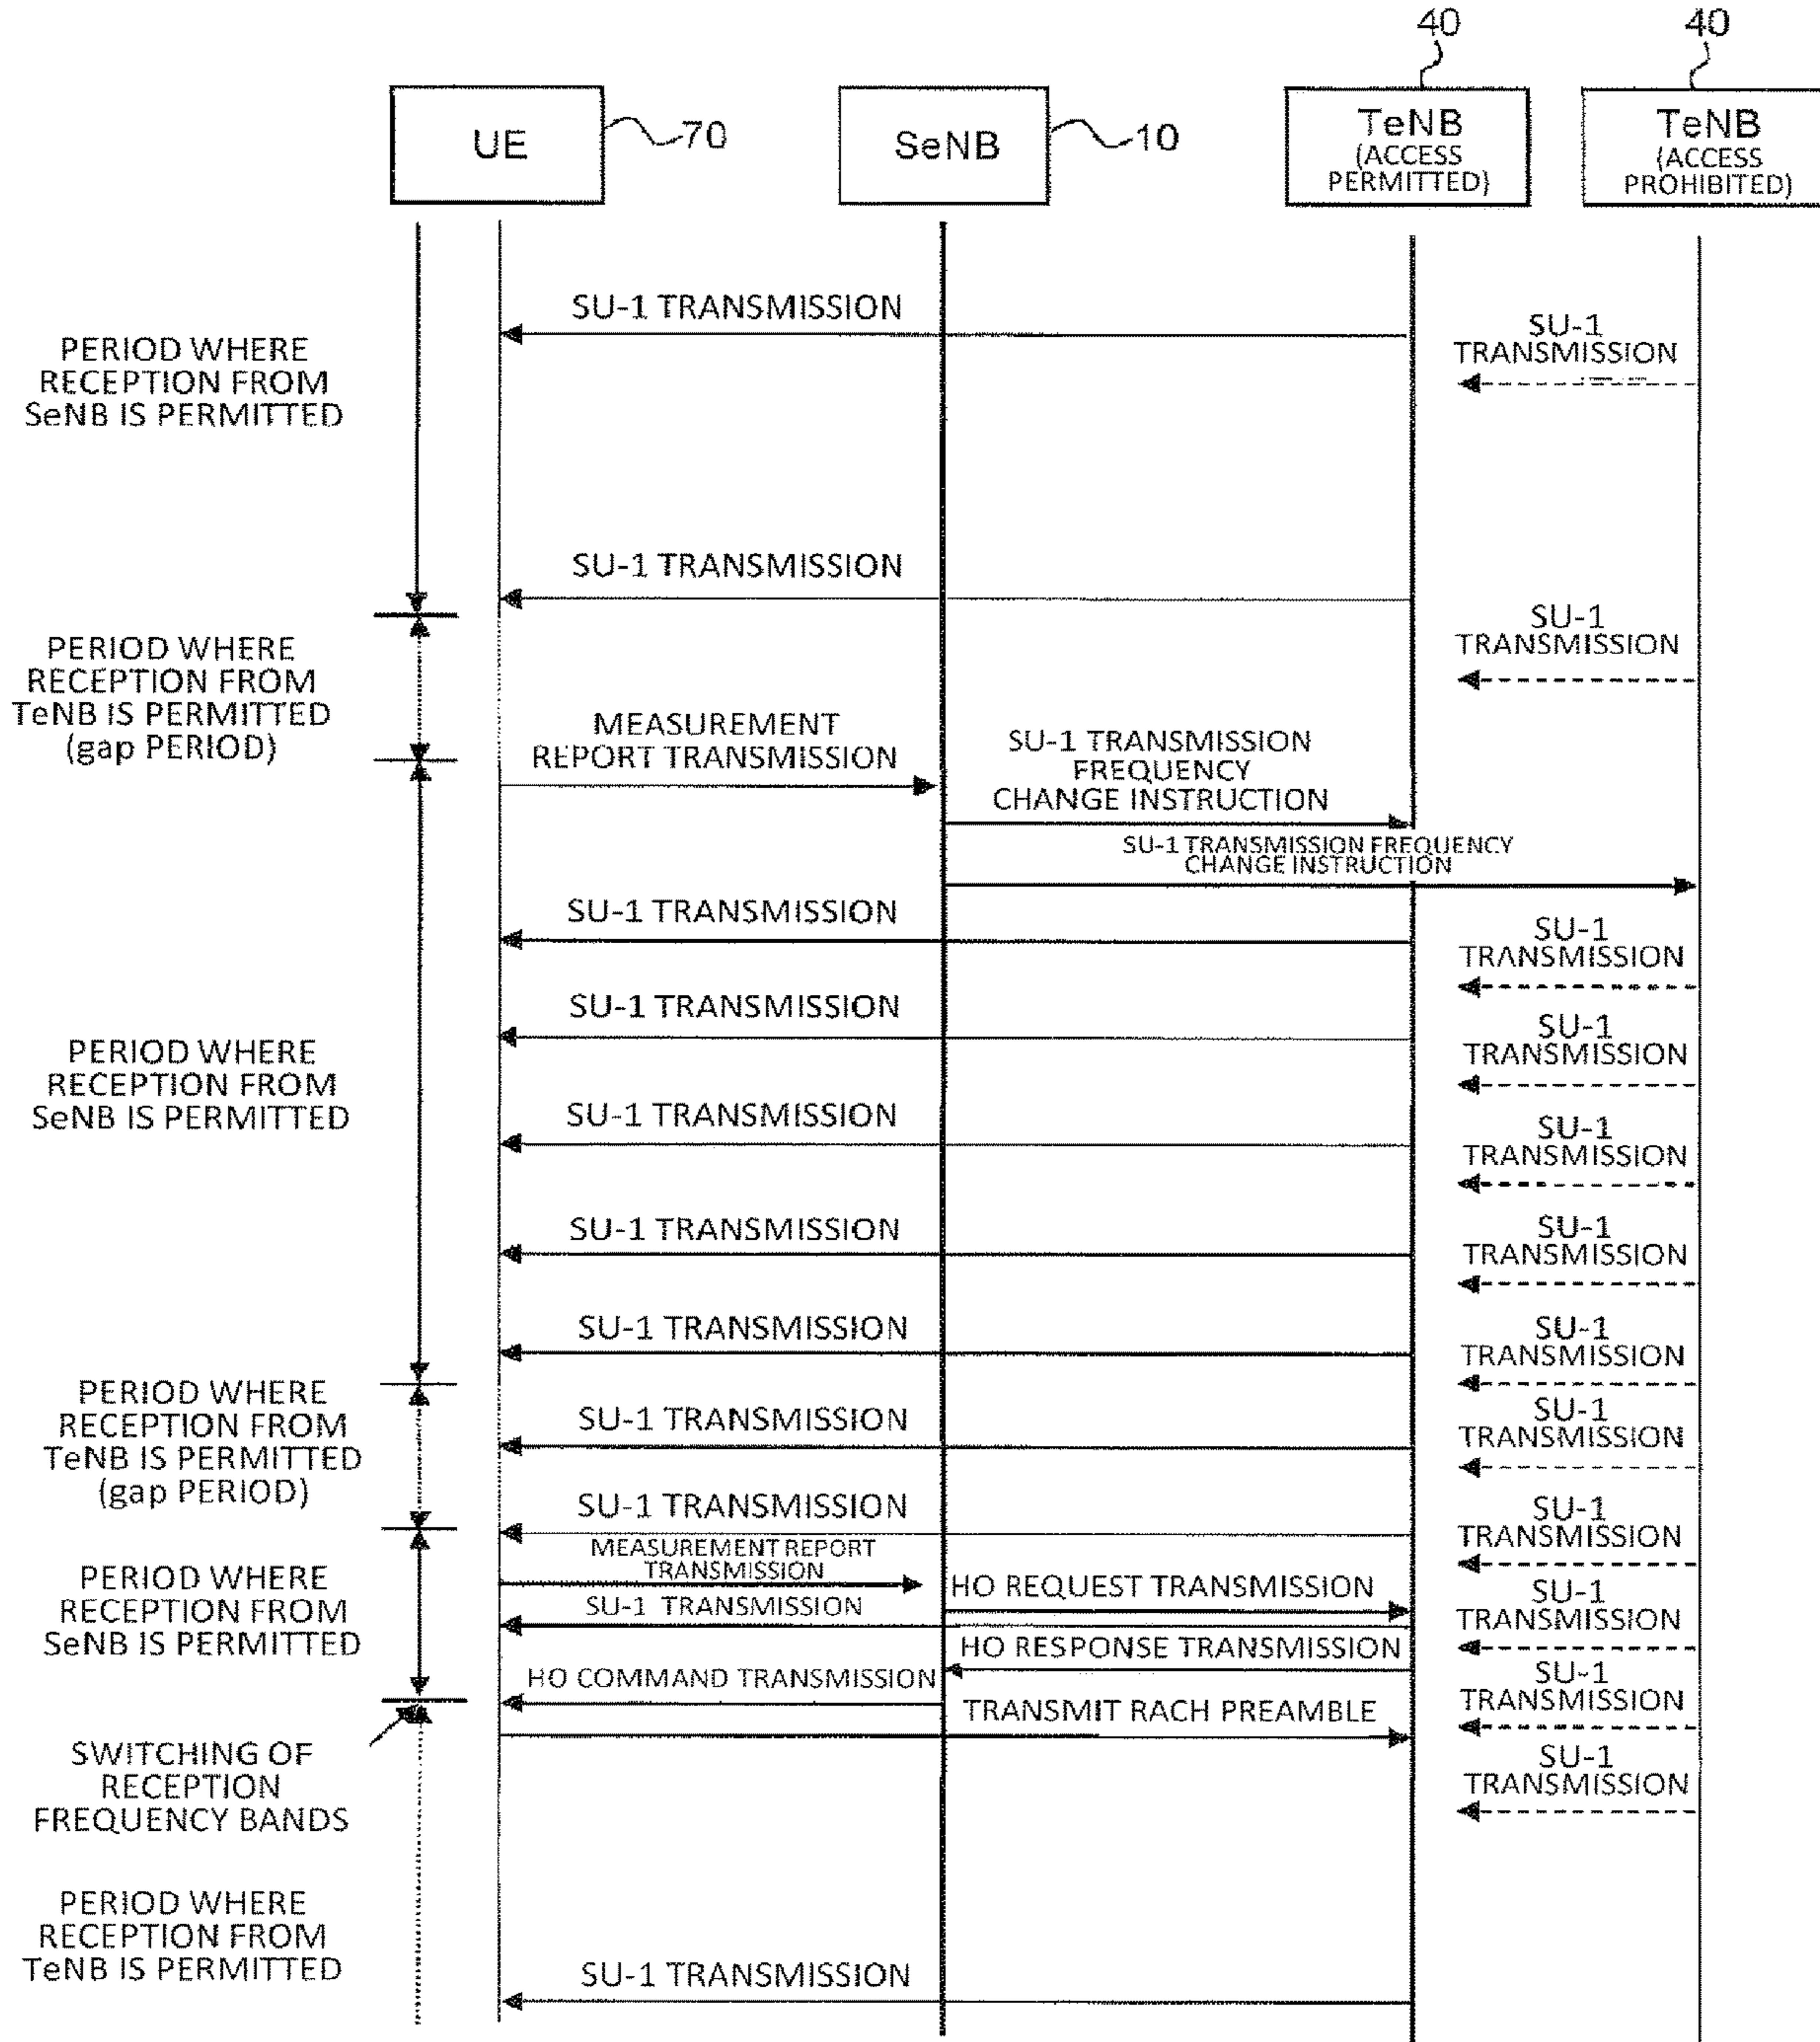 40
40
UE
70
SeNB
10
TeNB
(ACCESS
PERMITTED)
TeNB
(ACCESS
PROHIBITED)
SU-1 TRANSMISSION
SU-1
TRANSMISSION
PERIOD WHERE
RECEPTION FROM
SeNB IS PERMITTED
SU-1 TRANSMISSION
SU-1
TRANSMISSION
PERIOD WHERE
RECEPTION FROM
TeNB IS PERMITTED
(gap PERIOD)
MEASUREMENT
REPORT TRANSMISSION
SU-1 TRANSMISSION
FREQUENCY
CHANGE INSTRUCTION
SU-1 TRANSMISSION FREQUENCY
CHANGE INSTRUCTION
SU-1 TRANSMISSION
SU-1
TRANSMISSION
SU-1 TRANSMISSION
SU-1
TRANSMISSION
PERIOD WHERE
RECEPTION FROM
SeNB IS PERMITTED
SU-1 TRANSMISSION
SU-1
TRANSMISSION
SU-1 TRANSMISSION
SU-1
TRANSMISSION
SU-1 TRANSMISSION
SU-1
TRANSMISSION
PERIOD WHERE
RECEPTION FROM
TeNB IS PERMITTED
(gap PERIOD)
SU-1 TRANSMISSION
SU-1
TRANSMISSION
SU-1 TRANSMISSION
SU-1
TRANSMISSION
MEASUREMENT REPORT
TRANSMISSION
HO REQUEST TRANSMISSION
PERIOD WHERE
RECEPTION FROM
SeNB IS PERMITTED
SU-1 TRANSMISSION
SU-1
TRANSMISSION
HO RESPONSE TRANSMISSION
HO COMMAND TRANSMISSION
SU-1
TRANSMISSION
TRANSMIT RACH PREAMBLE
SWITCHING OF
RECEPTION
FREQUENCY BANDS
SU-1
TRANSMISSION
PERIOD WHERE
RECEPTION FROM
TeNB IS PERMITTED
SU-1 TRANSMISSION